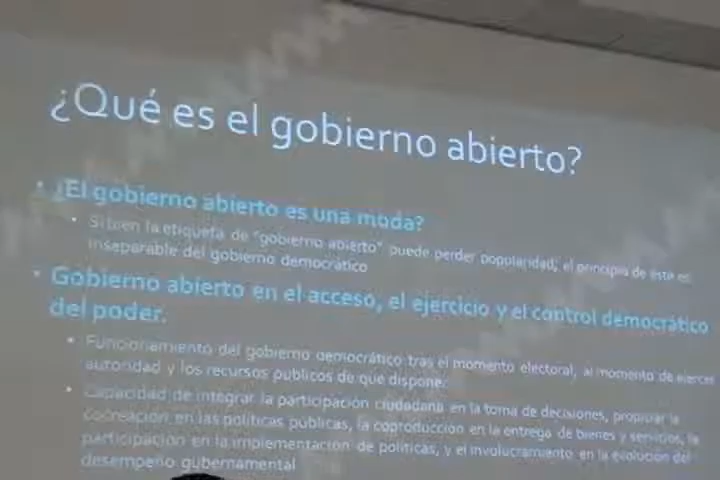 ¿Qué es el gobierno abierto?
• ¿El gobierno abierto es una moda?
• Si bien la etiqueta de "gobierno abierto" puede perder popularidad, el principio de éste es
inseparable del gobierno democrático
• Gobierno abierto en el acceso, el ejercicio y el control democrático
del poder.
• Funcionamiento del gobierno democrático tras el momento electoral, al momento de ejercer
autoridad y los recursos públicos de que dispone.
• Capacidad de integrar la participación ciudadana en la toma de decisiones, propiciar la
cocreación en las políticas públicas, la coproducción en la entrega de bienes y servicios, la
participación en la implementación de políticas, y el involucramiento en la evolución del
desempeño gubernamental